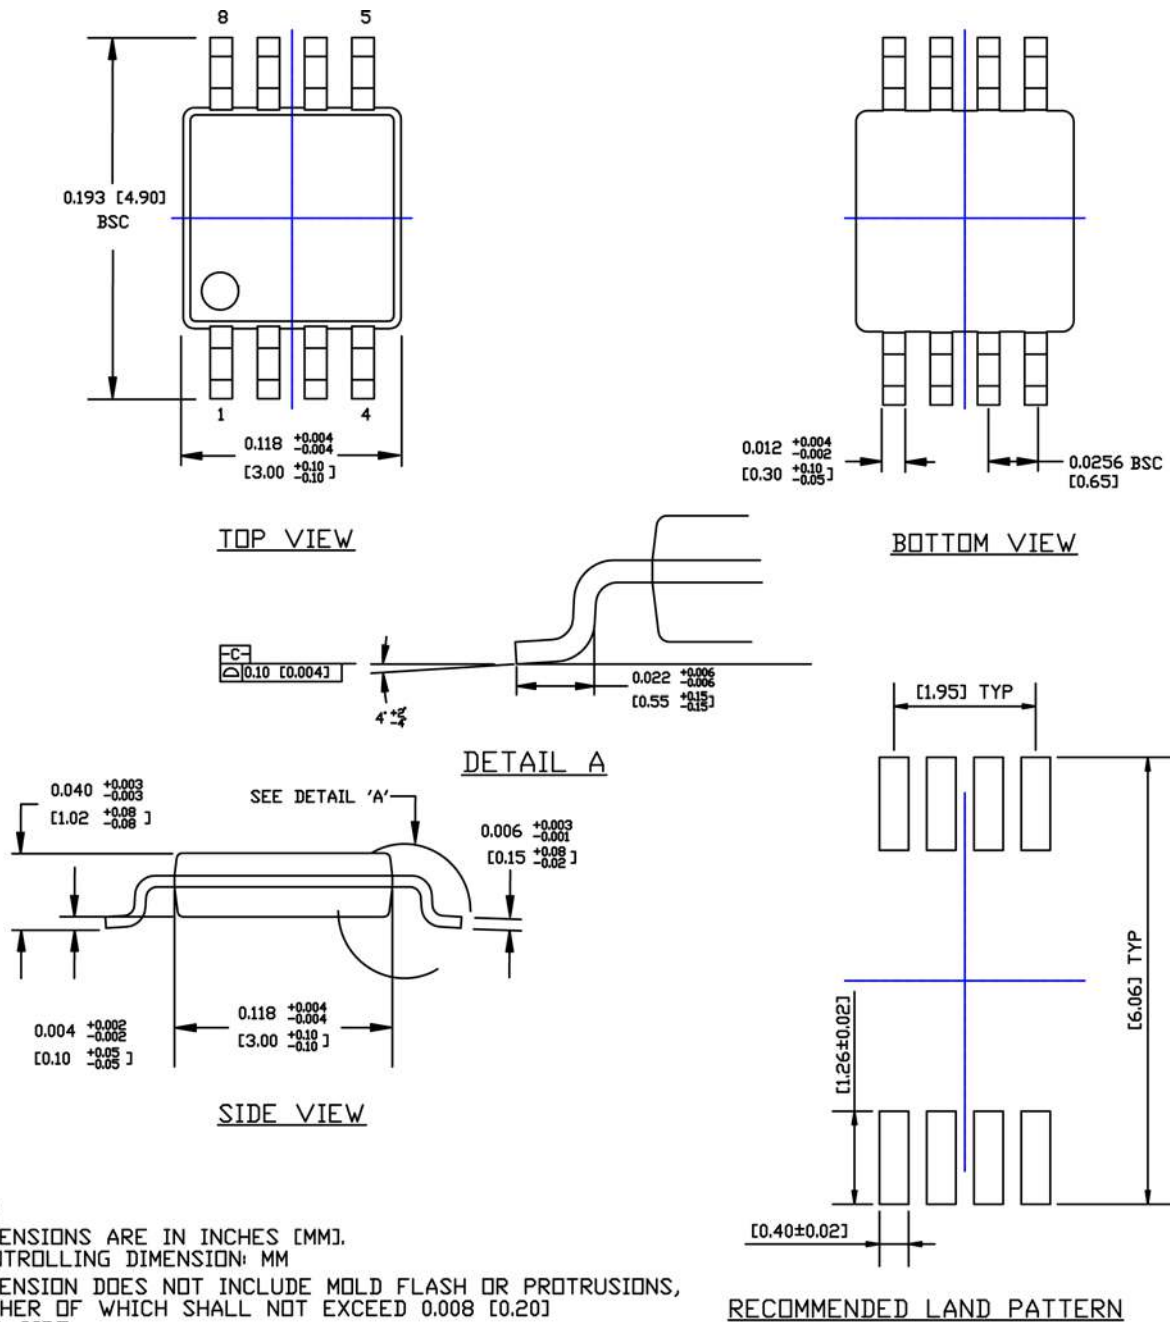 8 5
0.193 [4.90]
BSC
1 4
0.118 +0.004
-0.004
[3.00 +0.10
-0.10]
TOP VIEW
0.012 +0.004
-0.002
[0.30 +0.10
-0.05]
0.0256 BSC
[0.65]
BOTTOM VIEW
-C-
0.10 [0.004]
4°
0.022 +0.006
-0.006
[0.55 +0.15
-0.15]
DETAIL A
0.040 +0.003
-0.003
[1.02 +0.08
-0.08]
SEE DETAIL 'A'
0.006 +0.003
-0.001
[0.15 +0.08
-0.02]
0.004 +0.002
-0.002
[0.10 +0.05
-0.05]
0.118 +0.004
-0.004
[3.00 +0.10
-0.10]
SIDE VIEW
[1.95] TYP
[6.06] TYP
[1.26±0.02]
[0.40±0.02]
RECOMMENDED LAND PATTERN
ENSIONS ARE IN INCHES [MM].
NTROLLING DIMENSION: MM
ENSION DOES NOT INCLUDE MOLD FLASH OR PROTRUSIONS,
HER OF WHICH SHALL NOT EXCEED 0.008 [0.20]